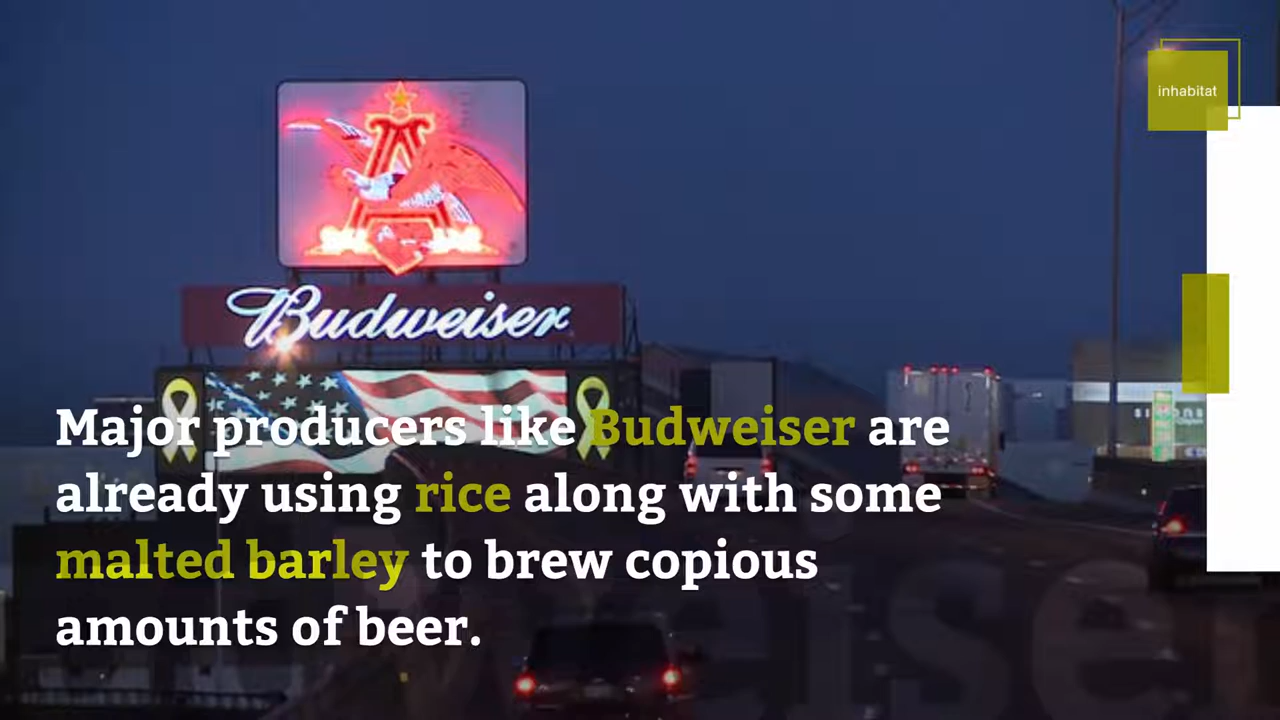 inhabitat
Budweiser
Major producers like Budweiser are
already using rice along with some
malted barley to brew copious
amounts of beer.